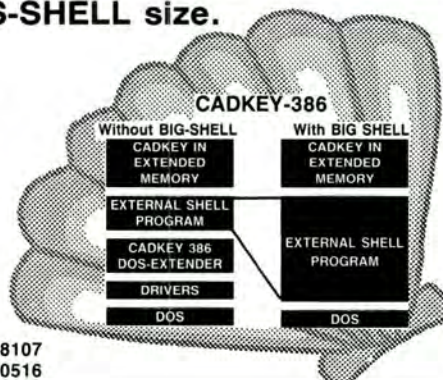 S-SHELL size.
CADKEY-386
Without BIG-SHELL
CADKEY IN
EXTENDED
MEMORY
EXTERNAL SHELL
PROGRAM
CADKEY 386
DOS-EXTENDER
DRIVERS
DOS
With BIG SHELL
CADKEY IN
EXTENDED
MEMORY
EXTERNAL SHELL
PROGRAM
DOS
8107
0516